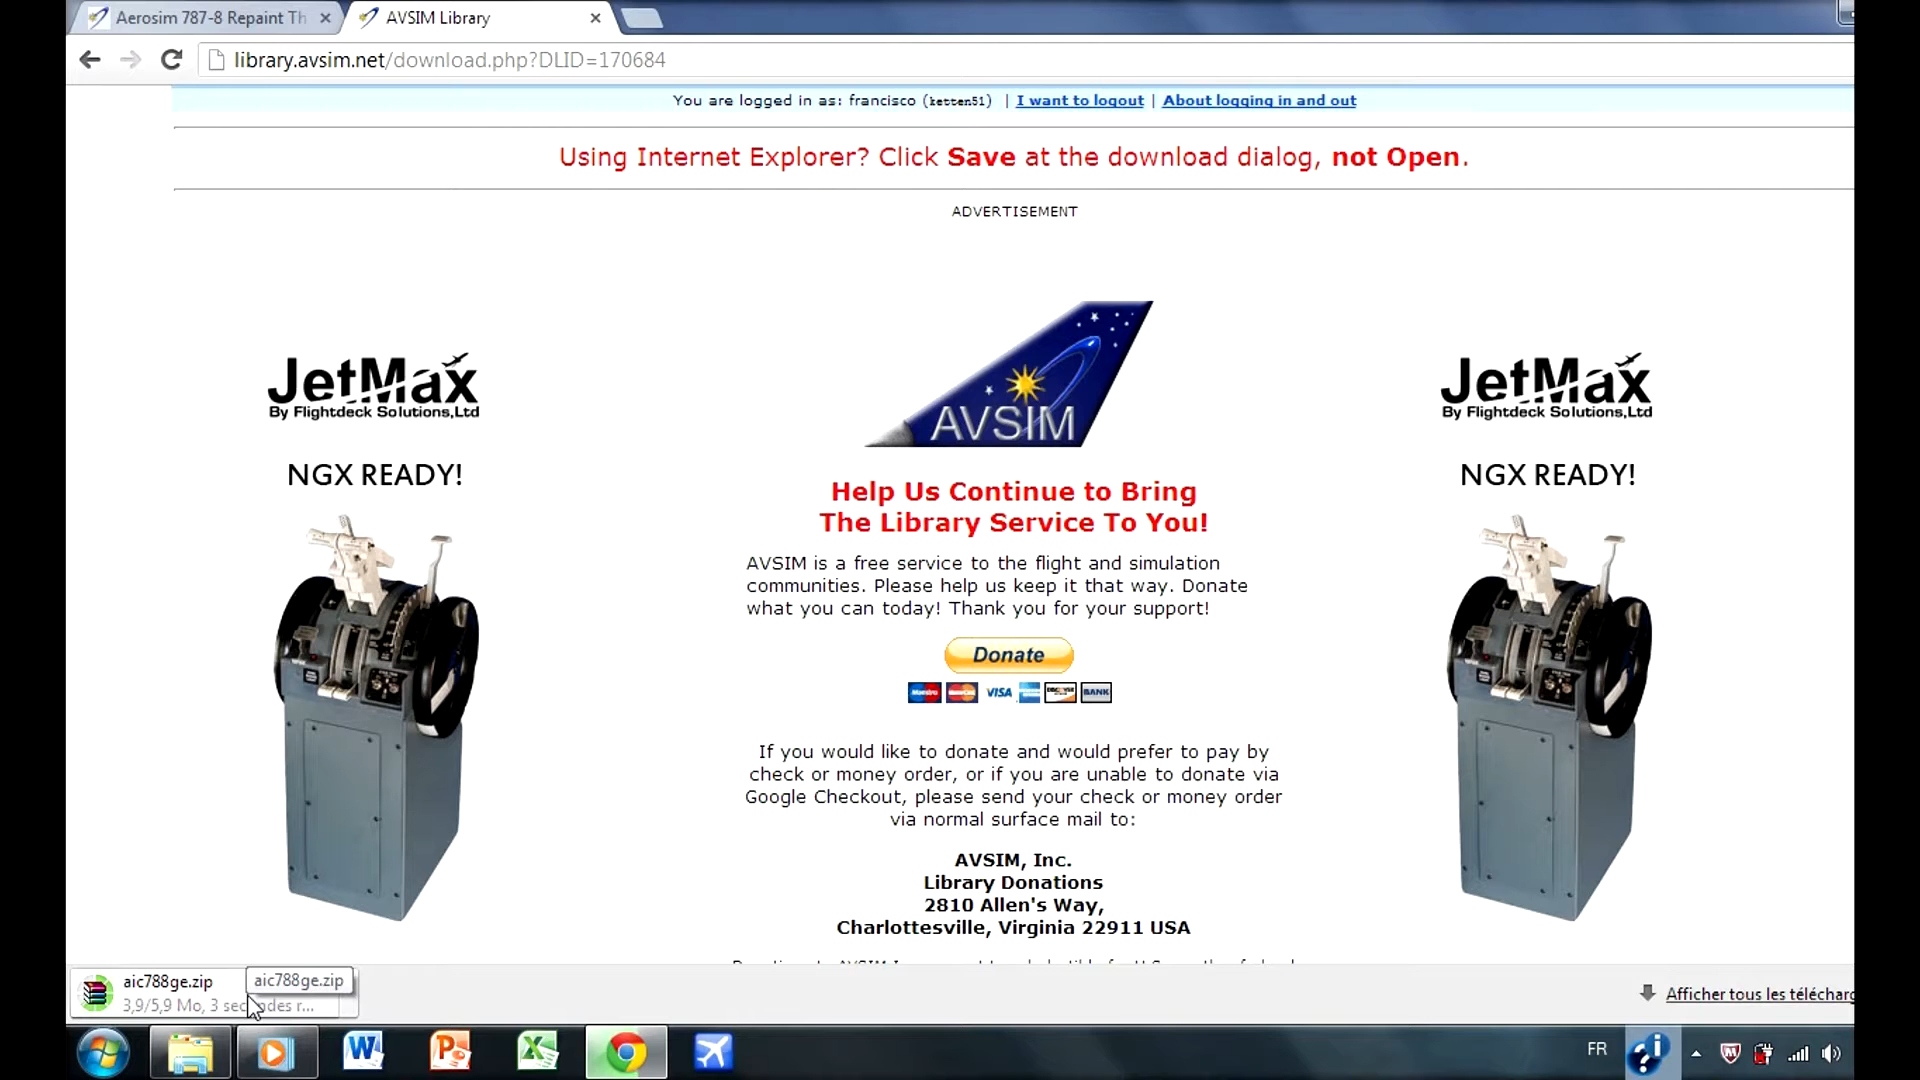 Aerosim 787-8 Repaint Th
AVSIM Library
library.avsim.net/download.php?DLID=170684
You are logged in as: francisco (ketten51) | I want to logout | About logging in and out
Using Internet Explorer? Click Save at the download dialog, not Open.
ADVERTISEMENT
JetMax
By Flightdeck Solutions,Ltd
NGX READY!
AVSIM
JetMax
By Flightdeck Solutions,Ltd
NGX READY!
Help Us Continue to Bring
The Library Service To You!
AVSIM is a free service to the flight and simulation
communities. Please help us keep it that way. Donate
what you can today! Thank you for your support!
Donate
Maestro MasterCard VISA DISCOVER BANK
If you would like to donate and would prefer to pay by
check or money order, or if you are unable to donate via
Google Checkout, please send your check or money order
via normal surface mail to:
AVSIM, Inc.
Library Donations
2810 Allen's Way,
Charlottesville, Virginia 22911 USA
aic788ge.zip
aic788ge.zip
3,9/5,9 Mo, 3 secondes r...
Afficher tous les télécharg
FR